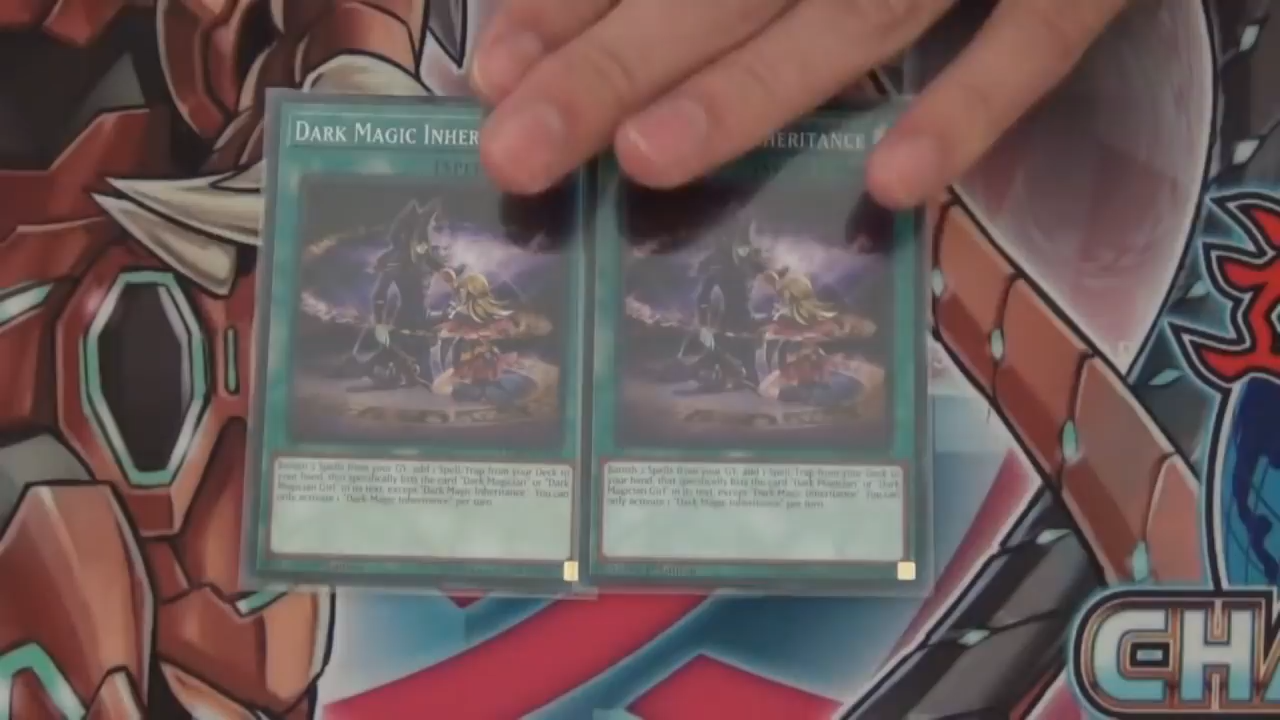 DARK MAGIC INHER
HERITANCE
Banish 2 Spells from your GY; add 1 Spell/Trap from your Deck to
your hand, that specifically lists the card "Dark Magician" or "Dark
Magician Girl" in its text, except "Dark Magic Inheritance". You can
only activate 1 "Dark Magic Inheritance" per turn.
Banish 2 Spells from your GY; add 1 Spell/Trap from your Deck to
your hand, that specifically lists the card "Dark Magician" or "Dark
Magician Girl" in its text, except "Dark Magic Inheritance". You can
only activate 1 "Dark Magic Inheritance" per turn.
CHA